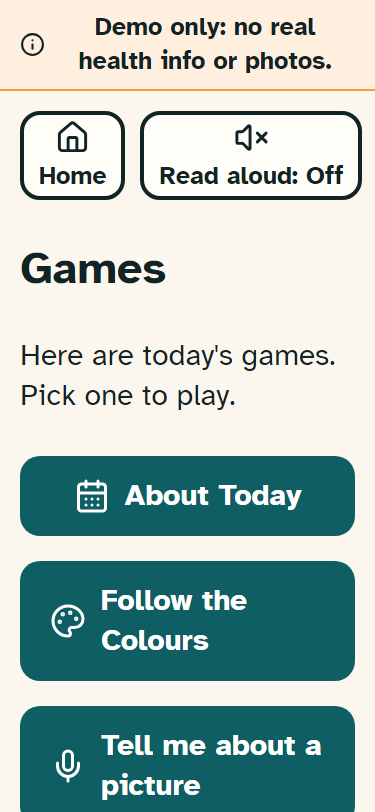 Demo only: no real
health info or photos.
Home
Read aloud: Off
Games
Here are today's games.
Pick one to play.
About Today
Follow the
Colours
Tell me about a
picture